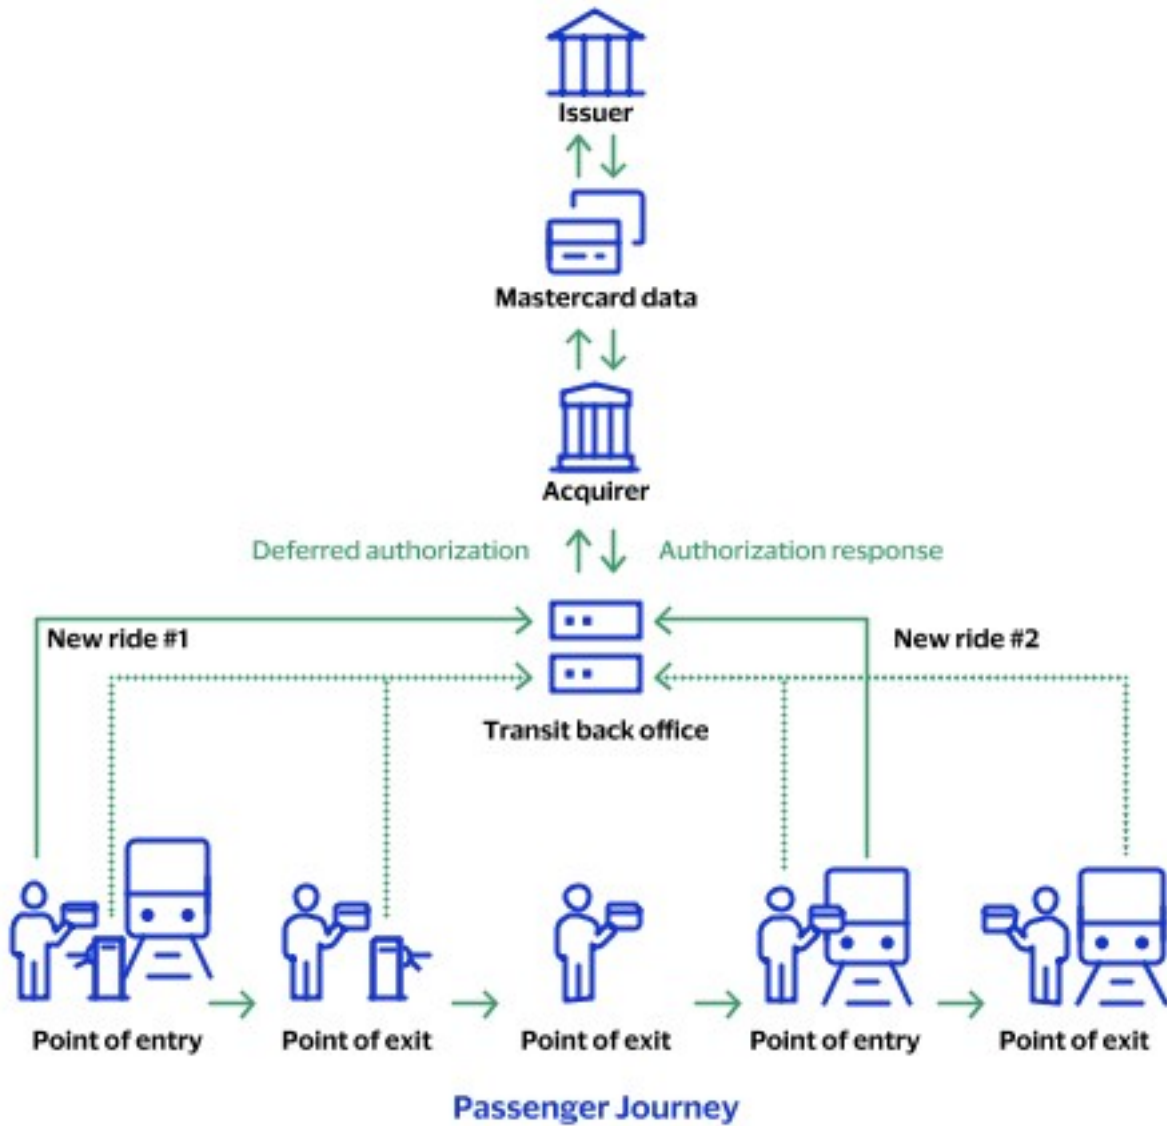 Issuer
Mastercard data
Acquirer
Deferred authorization
Authorization response
New ride #1
New ride #2
Transit back office
Point of entry
Point of exit
Point of exit
Point of entry
Point of exit
Passenger Journey